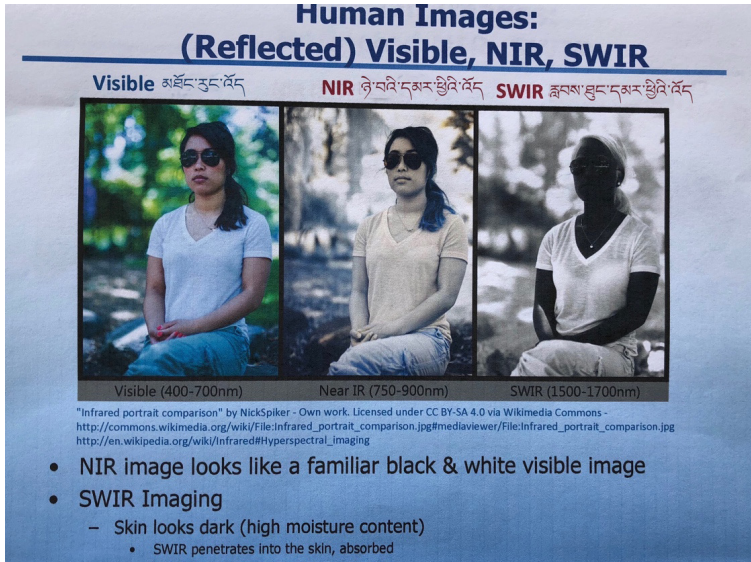 Human Images:
(Reflected) Visible, NIR, SWIR
Visible མཐོང་རུང་འོད NIR ཉེ་བའི་དམར་ཕྱིའི་འོད SWIR རླབས་ཐུང་དམར་ཕྱིའི་འོད
Visible (400-700nm) Near IR (750-900nm) SWIR (1500-1700nm)
"Infrared portrait comparison" by NickSpiker - Own work. Licensed under CC BY-SA 4.0 via Wikimedia Commons -
http://commons.wikimedia.org/wiki/File:Infrared_portrait_comparison.jpg#mediaviewer/File:Infrared_portrait_comparison.jpg
http://en.wikipedia.org/wiki/Infrared#Hyperspectral_imaging
• NIR image looks like a familiar black & white visible image
• SWIR Imaging
– Skin looks dark (high moisture content)
• SWIR penetrates into the skin, absorbed